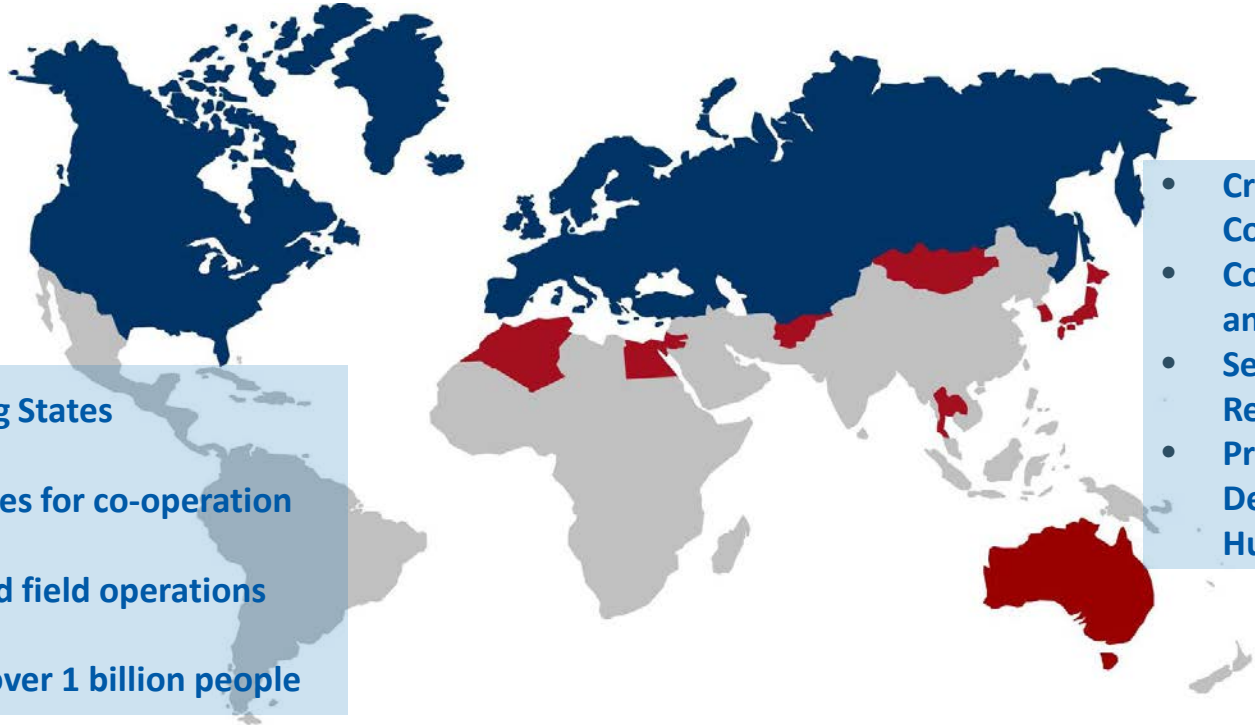 g States
es for co-operation
d field operations
over 1 billion people
• Cr
Co
• Co
an
• Se
Re
• Pr
De
Hu